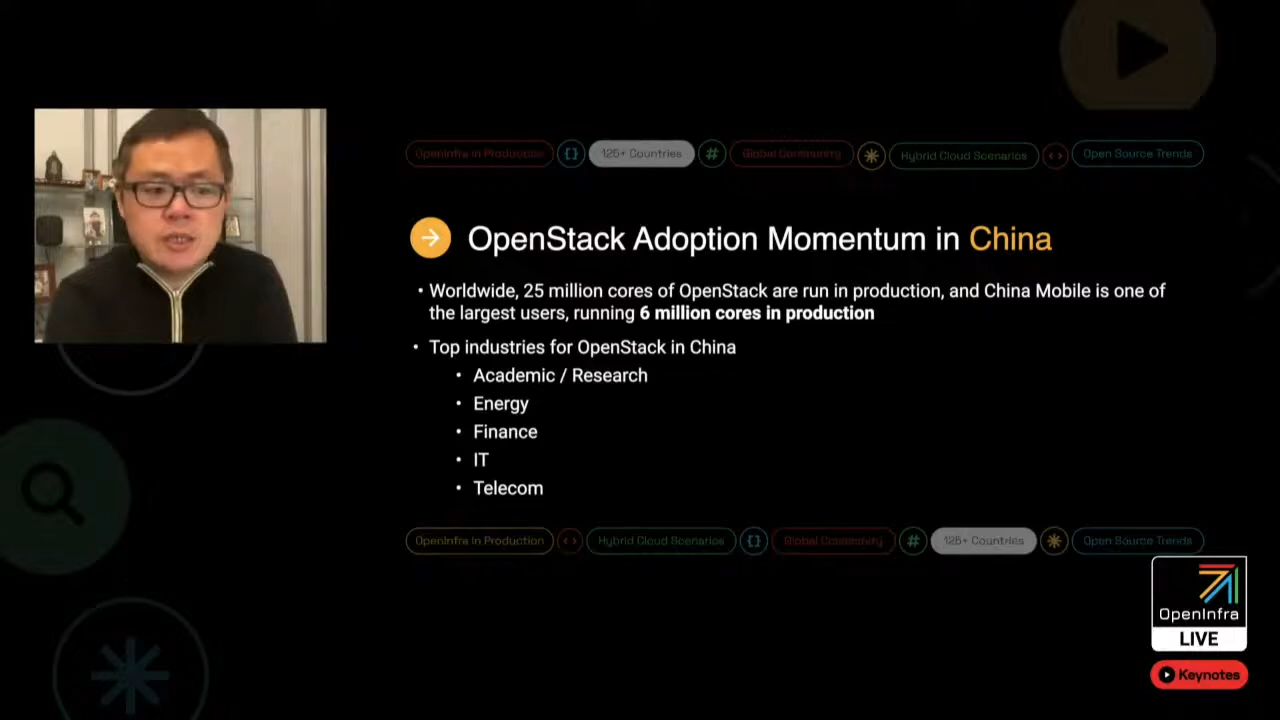 OpenInfra in Production {} 125+ Countries # Global Community Hybrid Cloud Scenarios <> Open Source Trends
OpenStack Adoption Momentum in China
• Worldwide, 25 million cores of OpenStack are run in production, and China Mobile is one of
the largest users, running 6 million cores in production
• Top industries for OpenStack in China
• Academic / Research
• Energy
• Finance
• IT
• Telecom
OpenInfra in Production <> Hybrid Cloud Scenarios {} Global Community # 125+ Countries Open Source Trends
OpenInfra
LIVE
Keynotes